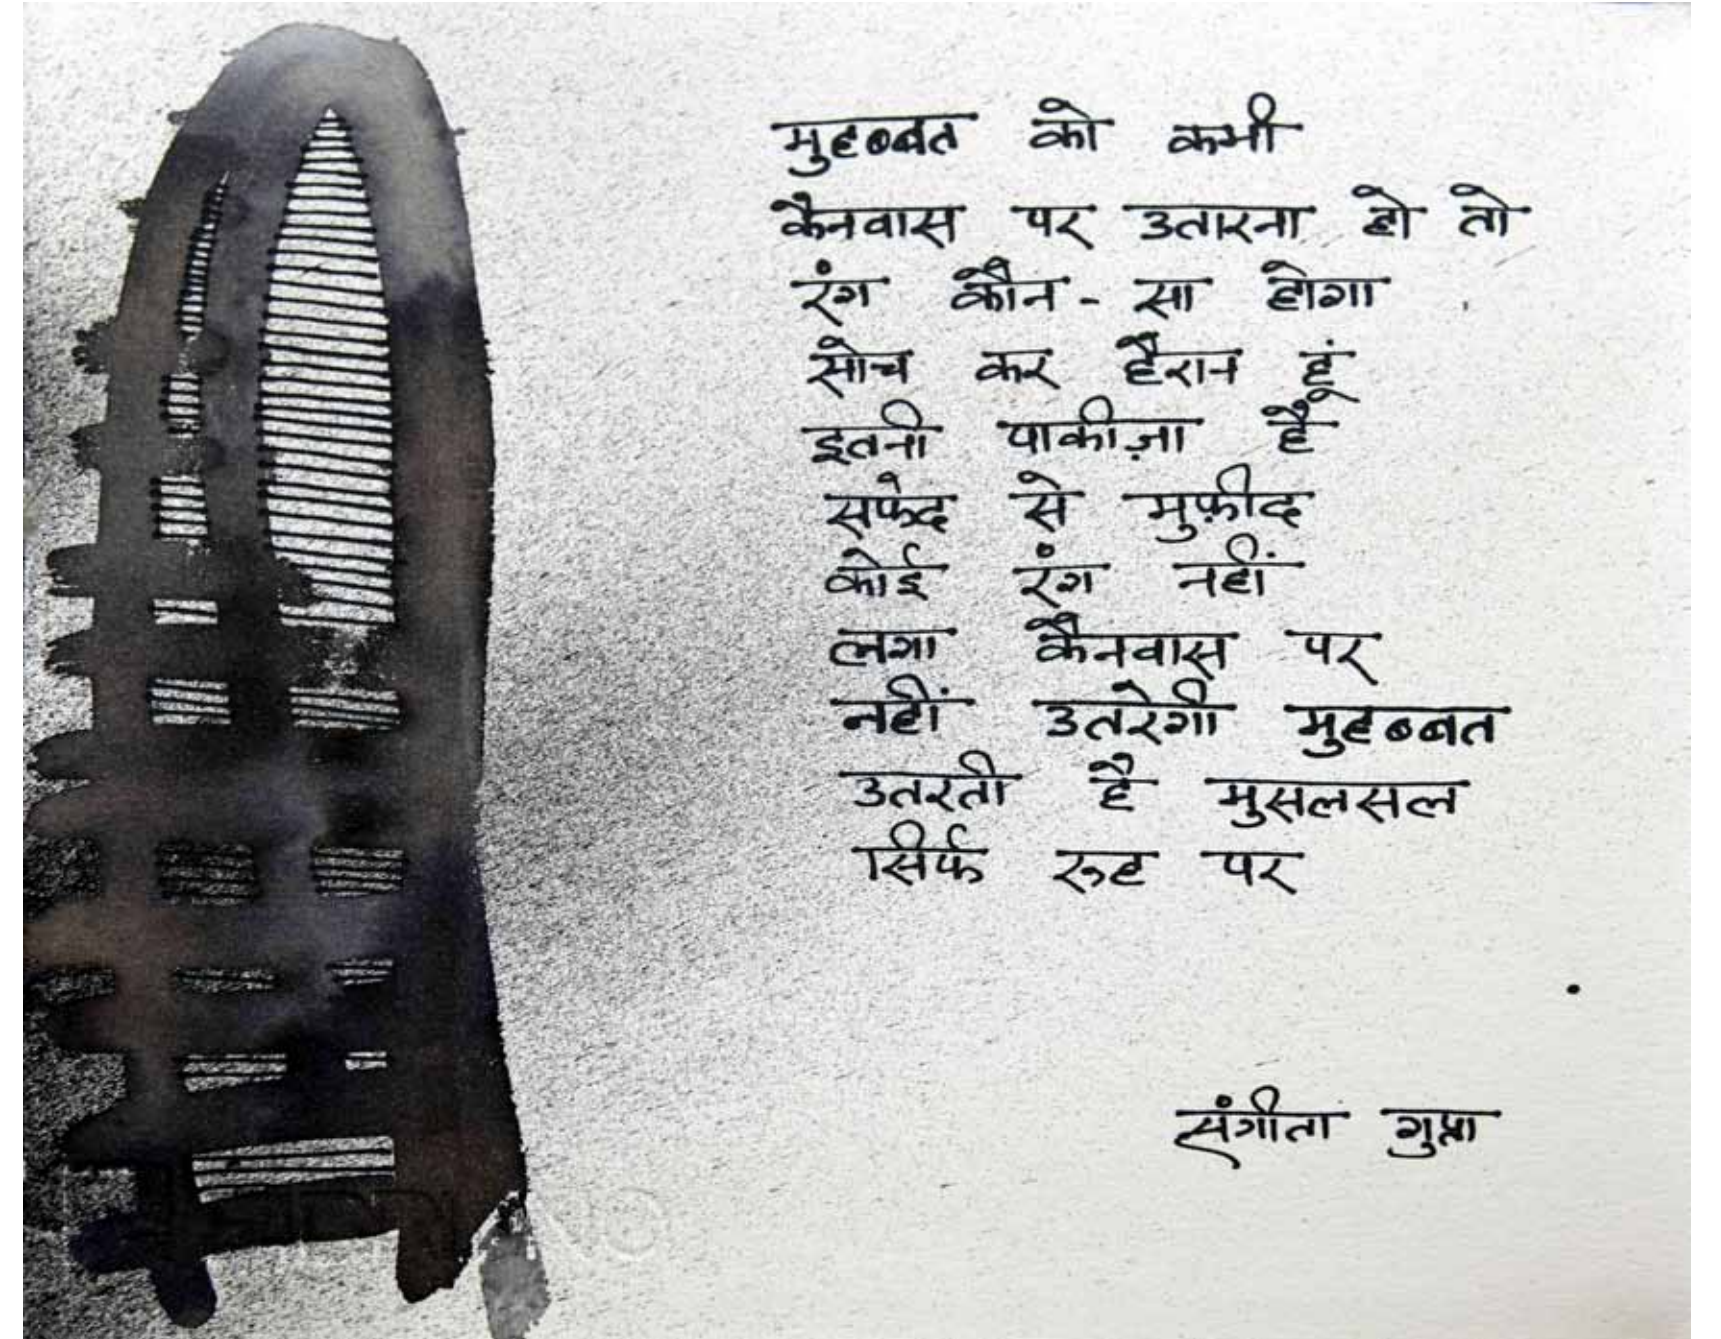 मुहब्बत को कभी
कैनवास पर उतारना हो तो
रंग कौन - सा होगा
सोच कर हैरान हूं
इतनी पाकीज़ा है
सफेद से मुफ़ीद
कोई रंग नहीं
लगा कैनवास पर
नहीं उतरेगी मुहब्बत
उतरती है मुसलसल
सिर्फ रूह पर
संगीता गुप्ता